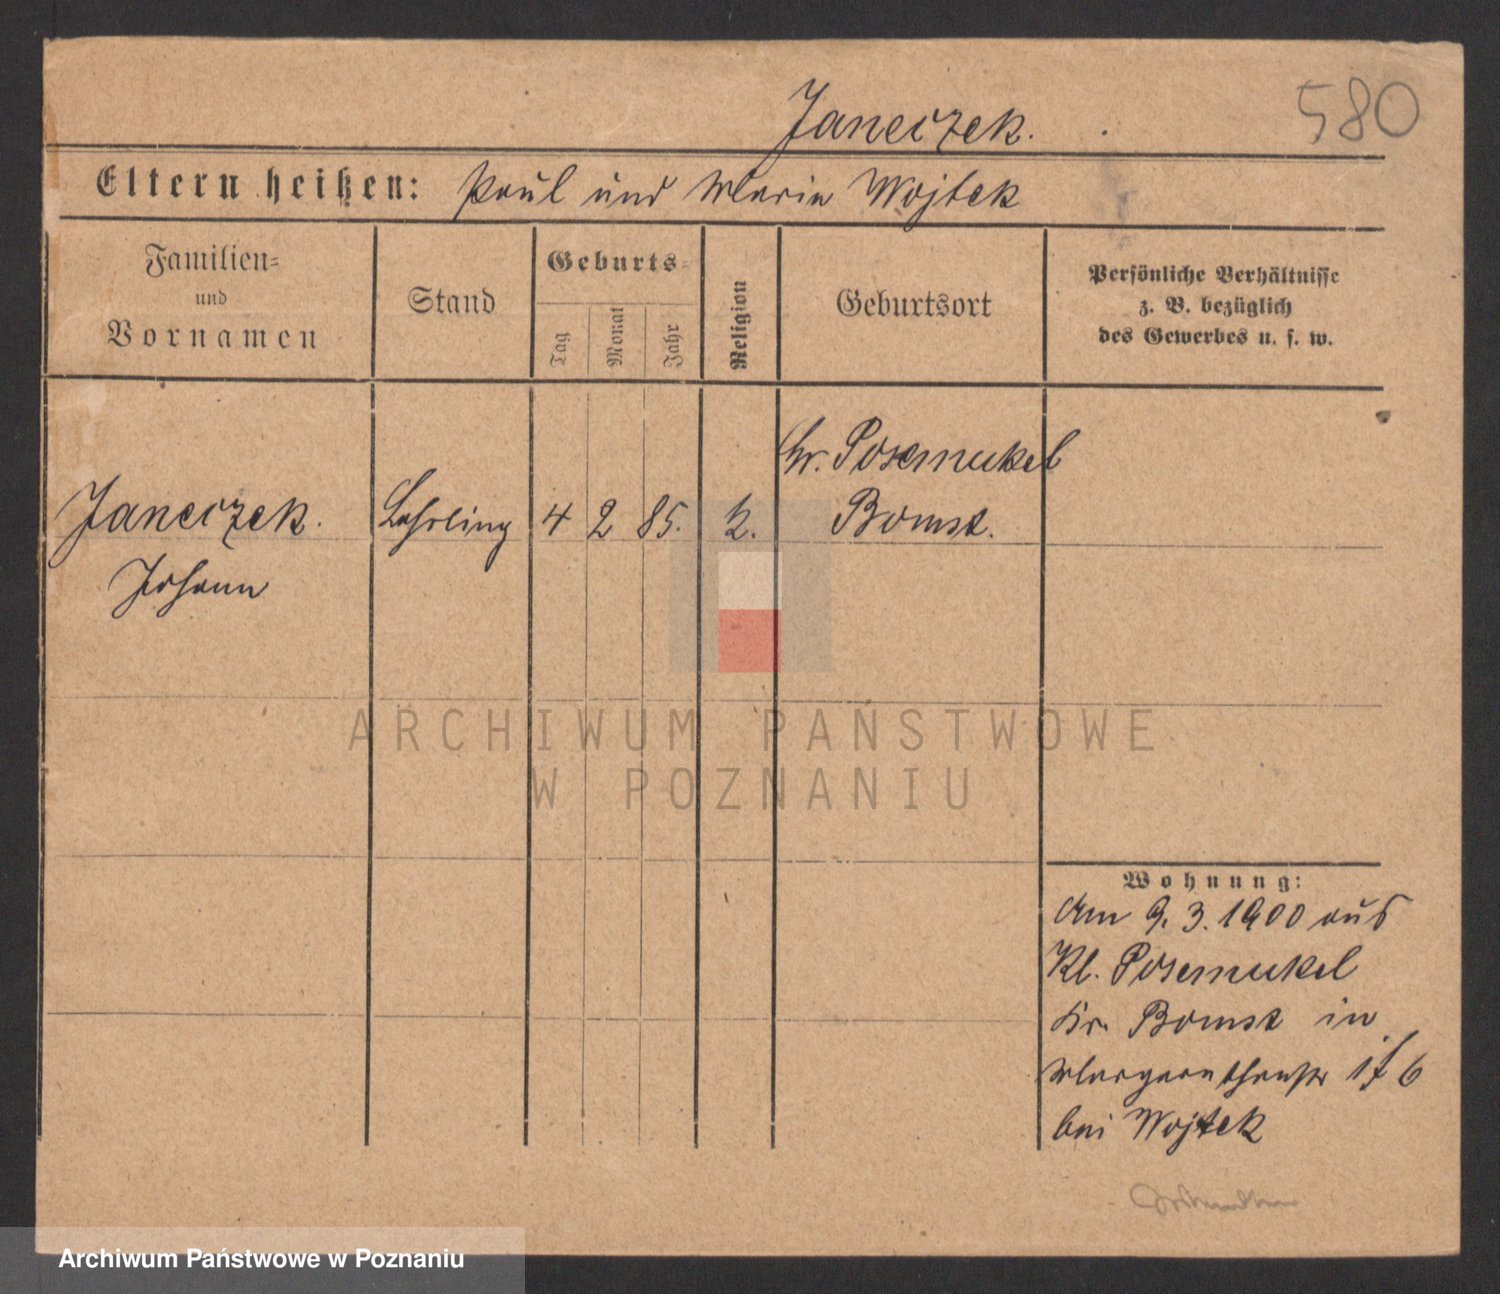 Janeczek.
580
Eltern heißen: Paul und Maria Wojtek
Familien=
und
Vornamen
Stand
Geburts-
Tag
Monat
Jahr
Religion
Geburtsort
Persönliche Verhältnisse
z. B. bezüglich
des Gewerbes u. s. w.
Janeczek.
Johann
Lehrling
4 2 85.
k.
Gr. Posemukel
Bomst.
Wohnung:
Am 9. 3. 1900 aus
Kl. Posemukel
Kr. Bomst in
bei Wojtek
ARCHIWUM PAŃSTWOWE
W POZNANIU
Archiwum Państwowe w Poznaniu